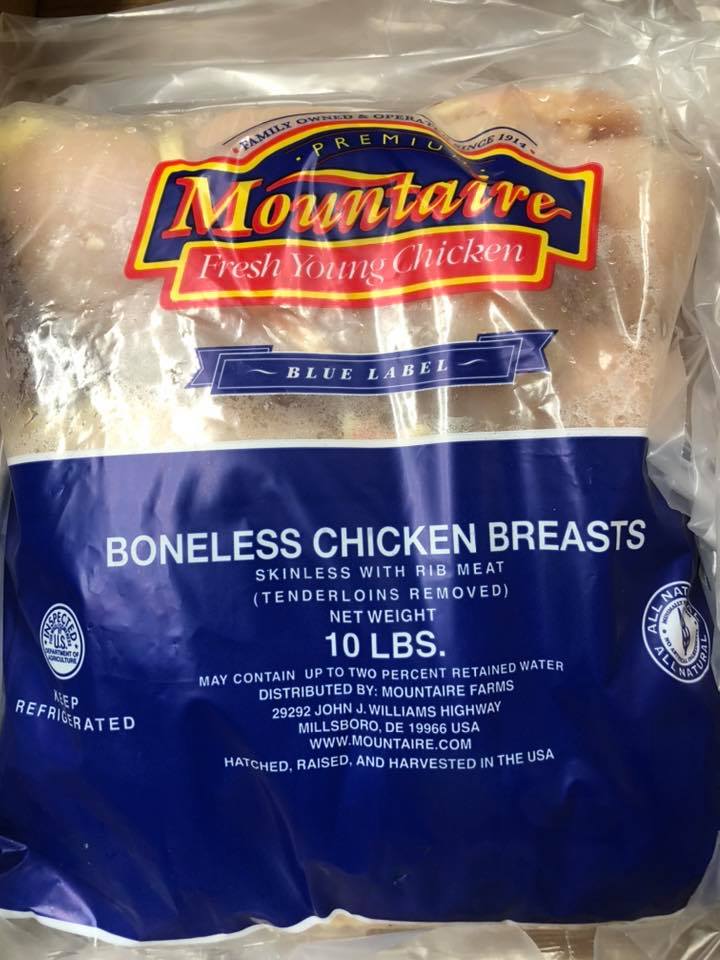 FAMILY OWNED & OPERA
SINCE 1914
PREMIU
Mountaire
Fresh Young Chicken
BLUE LABEL
BONELESS CHICKEN BREASTS
SKINLESS WITH RIB MEAT
(TENDERLOINS REMOVED)
NET WEIGHT
10 LBS.
MAY CONTAIN UP TO TWO PERCENT RETAINED WATER
DISTRIBUTED BY: MOUNTAIRE FARMS
29292 JOHN J. WILLIAMS HIGHWAY
MILLSBORO, DE 19966 USA
WWW.MOUNTAIRE.COM
HATCHED, RAISED, AND HARVESTED IN THE USA
INSPECTED
U.S.
DEPARTMENT OF
AGRICULTURE
KEEP
REFRIGERATED
ALL NAT
ALL NATURAL